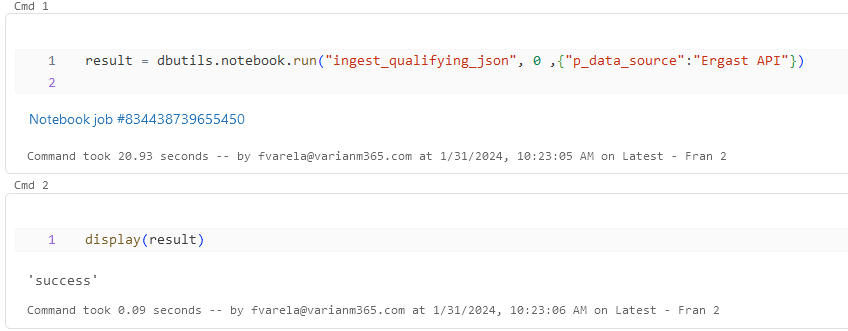 Cmd 1
1 result = dbutils.notebook.run("ingest_qualifying_json", 0 ,{"p_data_source":"Ergast API"})
2
Notebook job #834438739655450
Command took 20.93 seconds -- by fvarela@varianm365.com at 1/31/2024, 10:23:05 AM on Latest - Fran 2
Cmd 2
1 display(result)
'success'
Command took 0.09 seconds -- by fvarela@varianm365.com at 1/31/2024, 10:23:06 AM on Latest - Fran 2